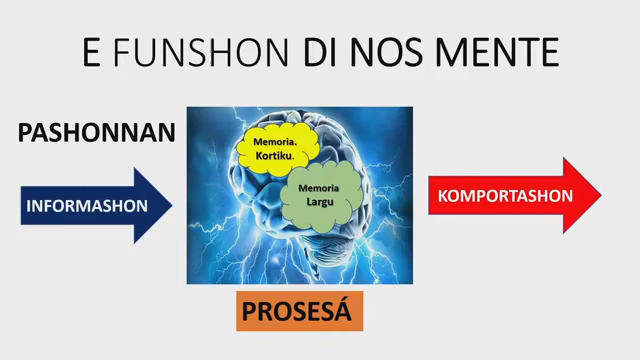 E FUNSHON DI NOS MENTE
PASHONNAN
INFORMASHON
Memoria.
Kortiku.
Memoria
Largu
KOMPORTASHON
PROSESÁ